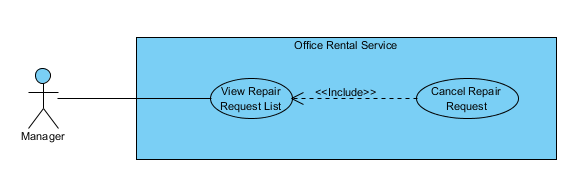 Office Rental Service
View Repair
Request List
<<Include>>
Cancel Repair
Request
Manager